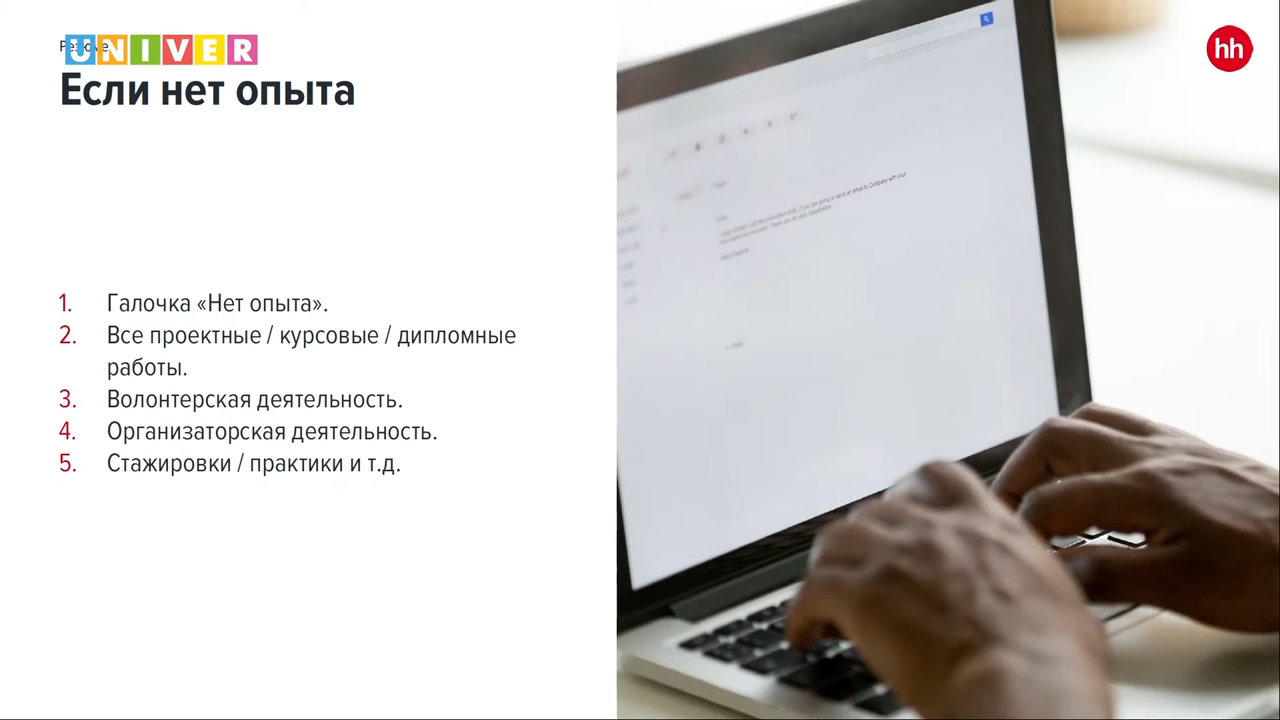 UNIVER
hh
Если нет опыта
1. Галочка «Нет опыта».
2. Все проектные / курсовые / дипломные
работы.
3. Волонтерская деятельность.
4. Организаторская деятельность.
5. Стажировки / практики и т.д.